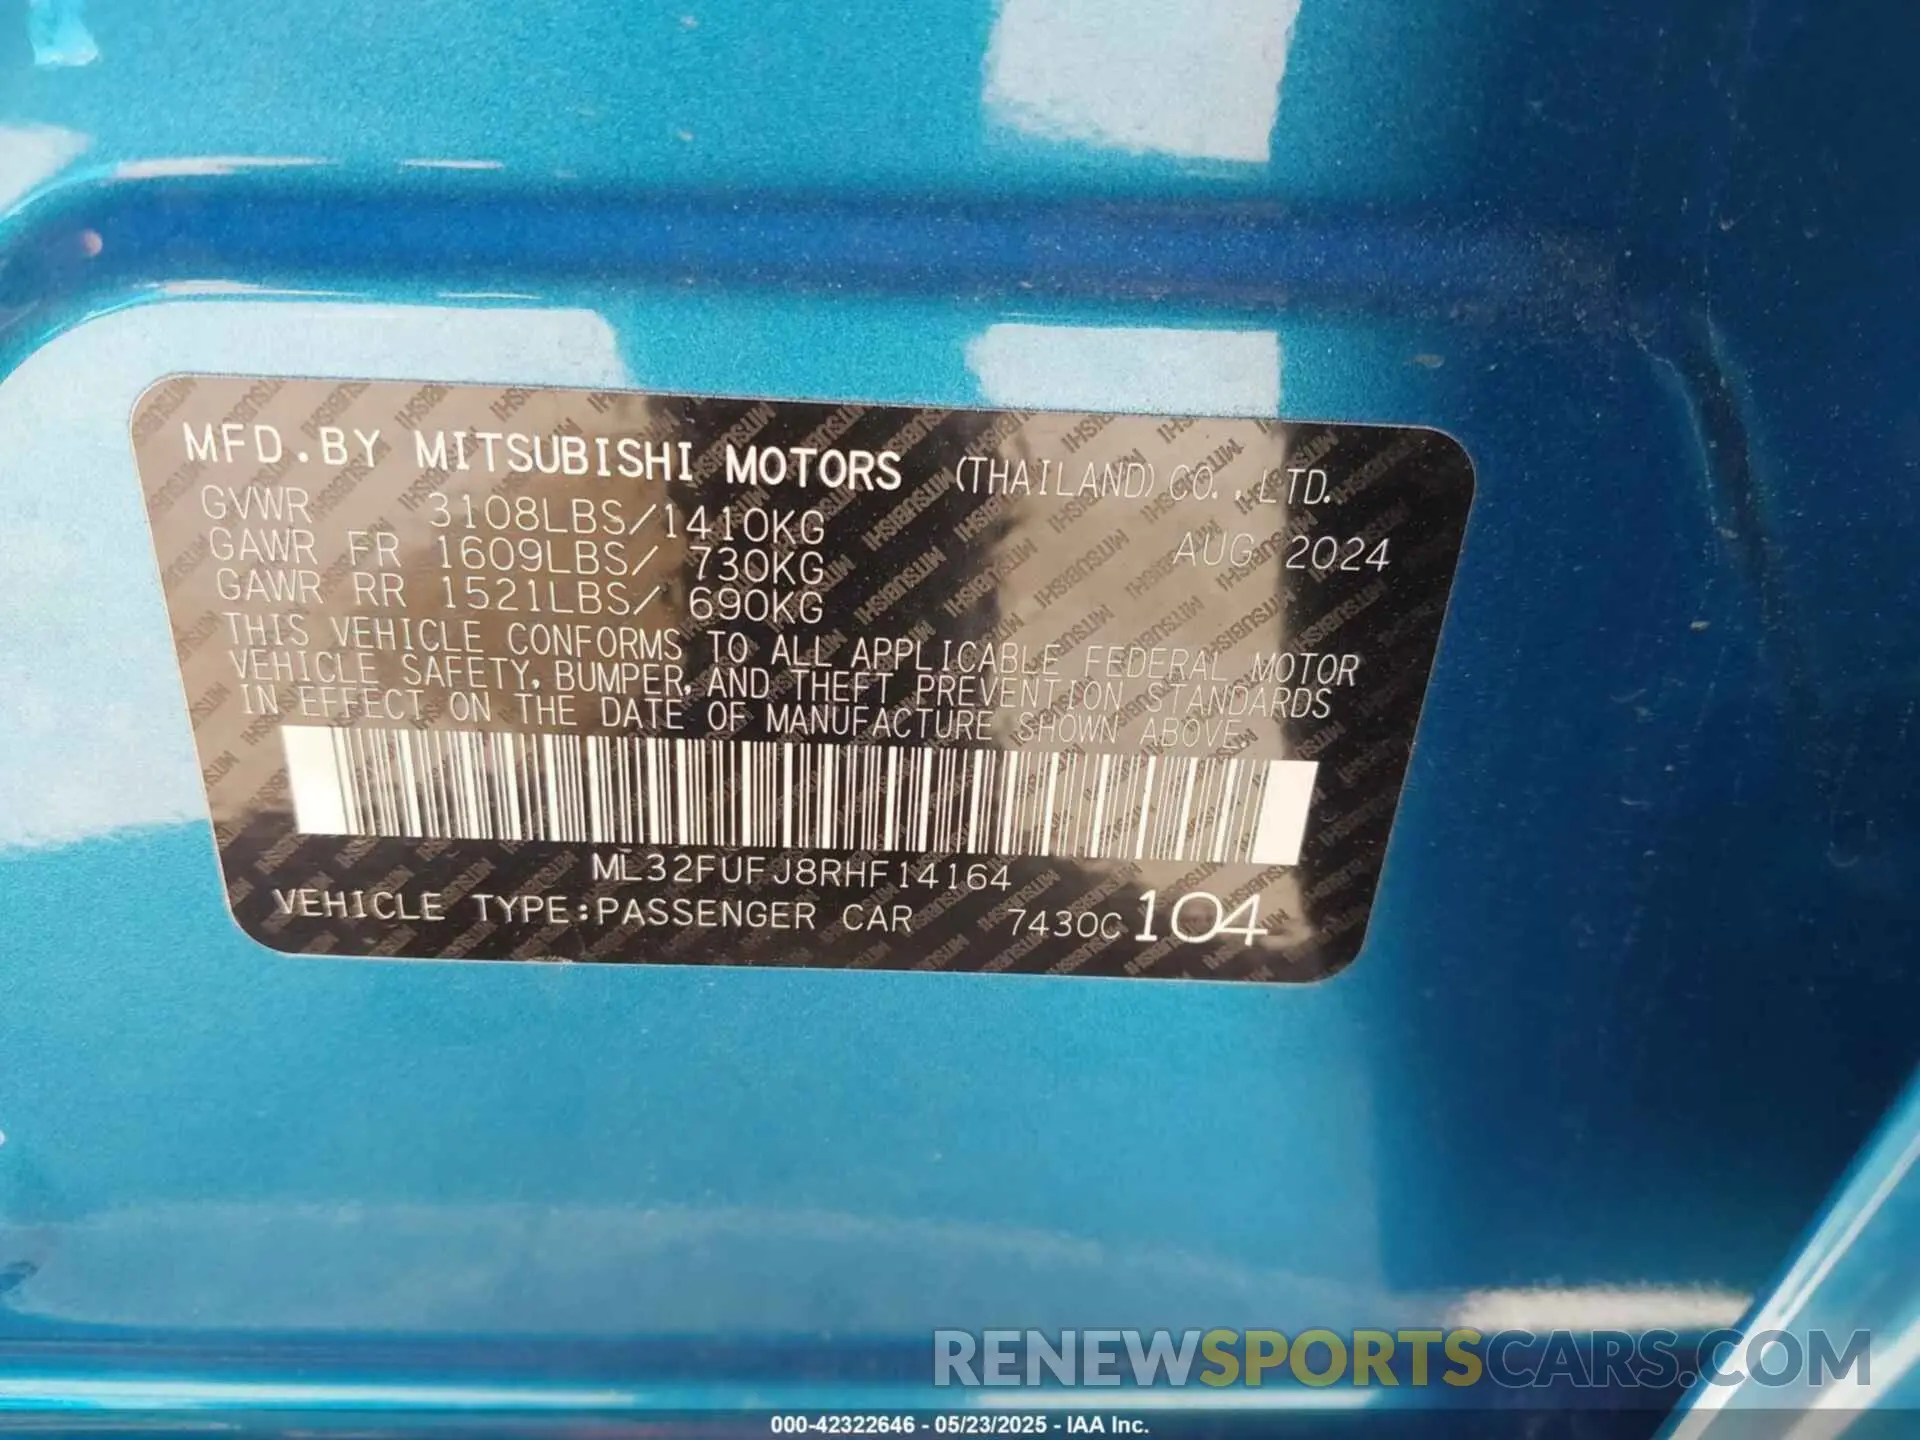 MFD.BY MITSUBISHI MOTORS (THAILAND) CO.,LTD.
GVWR 3108LBS/1410KG
AUG 2024
GAWR FR 1609LBS/ 730KG
GAWR RR 1521LBS/ 690KG
THIS VEHICLE CONFORMS TO ALL APPLICABLE FEDERAL MOTOR
VEHICLE SAFETY, BUMPER, AND THEFT PREVENTION STANDARDS
IN EFFECT ON THE DATE OF MANUFACTURE SHOWN ABOVE
ML32FUFJ8RHF14164
VEHICLE TYPE:PASSENGER CAR 7430C 104
RENEWSPORTSCARS.COM
000-42322646 - 05/23/2025 - IAA Inc.